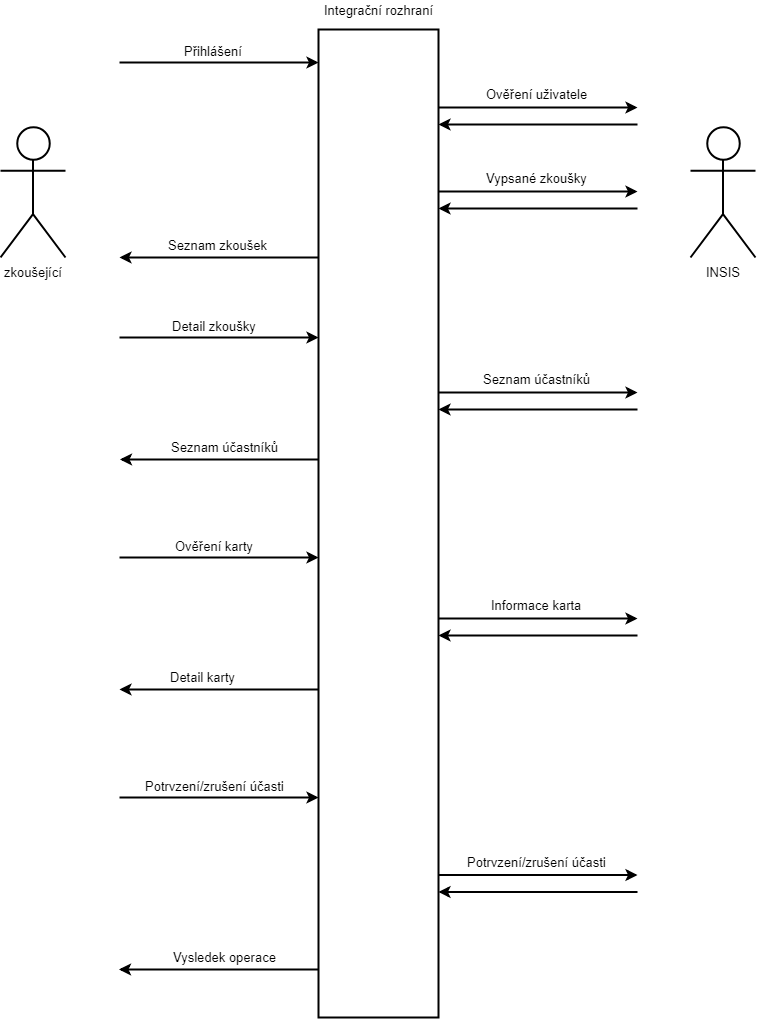 Integrační rozhraní
Přihlášení
Ověření uživatele
Vypsané zkoušky
Seznam zkoušek
zkoušející
INSIS
Detail zkoušky
Seznam účastníků
Seznam účastníků
Ověření karty
Informace karta
Detail karty
Potrvzení/zrušení účasti
Potrvzení/zrušení účasti
Vysledek operace